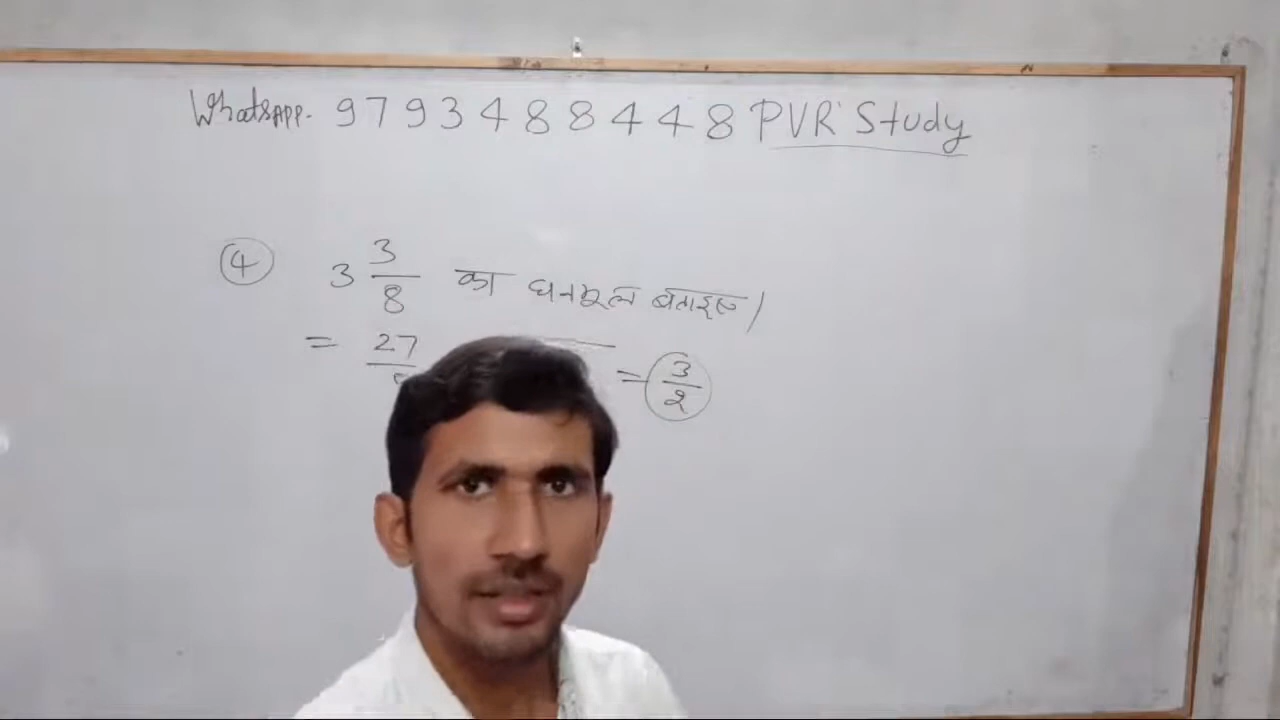 Whatsapp. 9793488448 PVR Study
④ 3 3/8 का घनमूल बताइए।
= 27/ = 3/2